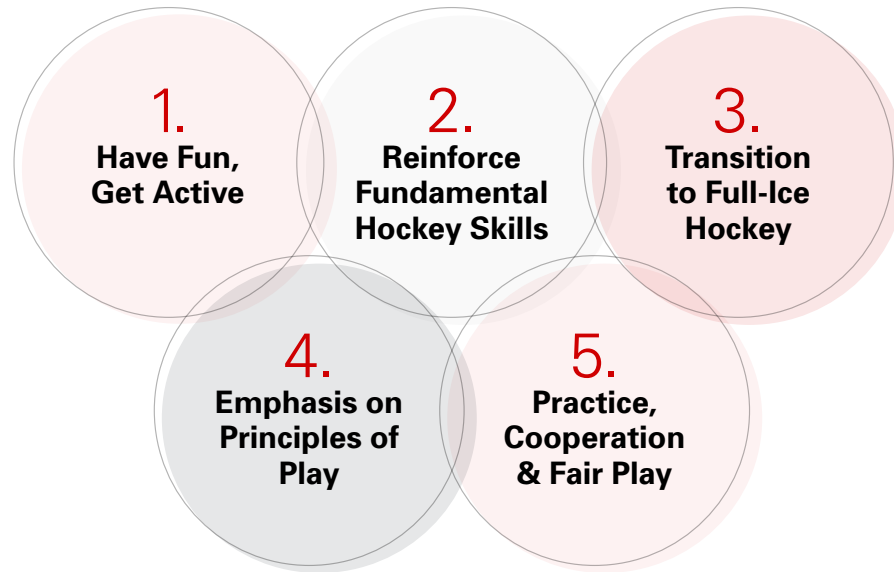 1.
Have Fun,
Get Active
2.
Reinforce
Fundamental
Hockey Skills
3.
Transition
to Full-Ice
Hockey
4.
Emphasis on
Principles of
Play
5.
Practice,
Cooperation
& Fair Play